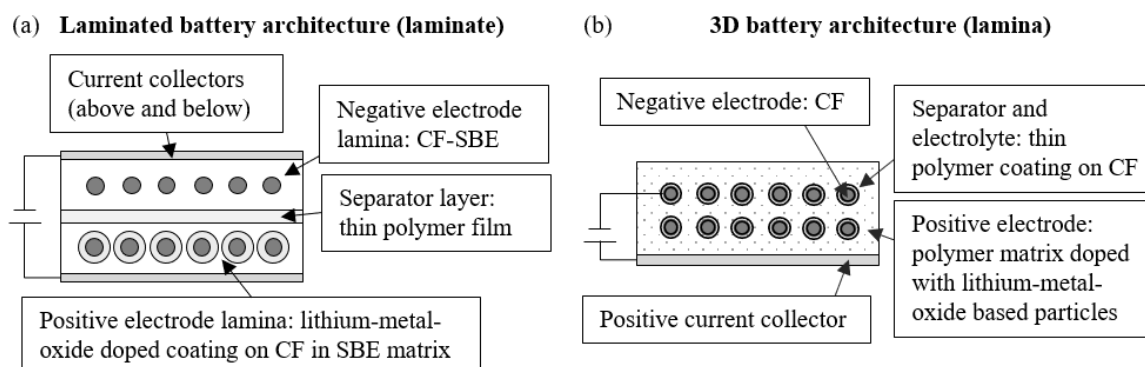 (a) Laminated battery architecture (laminate)
Current collectors
(above and below)
Negative electrode
lamina: CF-SBE
Separator layer:
thin polymer film
Positive electrode lamina: lithium-metal-
oxide doped coating on CF in SBE matrix
(b) 3D battery architecture (lamina)
Negative electrode: CF
Separator and
electrolyte: thin
polymer coating on CF
Positive electrode:
polymer matrix doped
with lithium-metal-
oxide based particles
Positive current collector